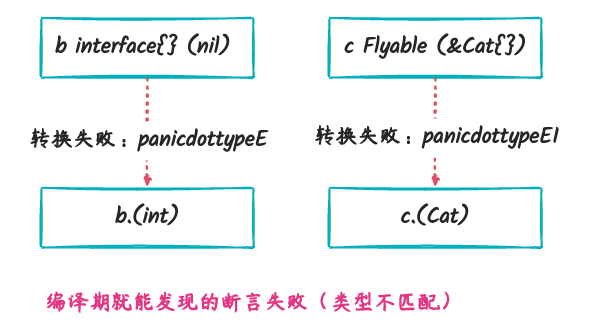 b interface{} (nil)
c Flyable (&Cat{})
转换失败：panicdottypeE
转换失败：panicdottypeEI
b.(int)
c.(Cat)
编译期就能发现的断言失败（类型不匹配）